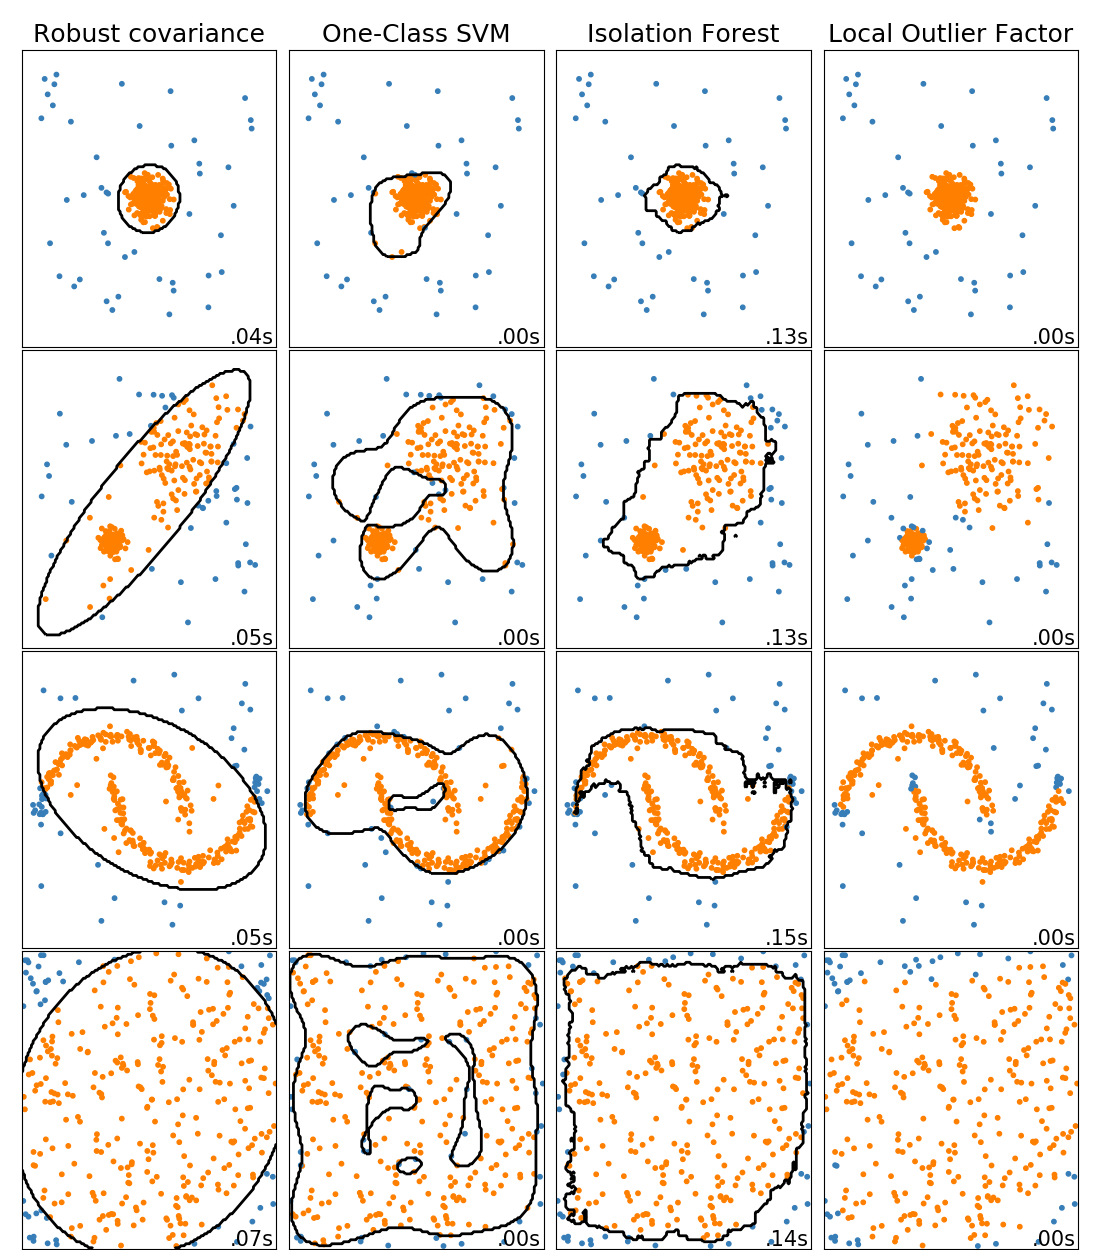 Robust covariance One-Class SVM Isolation Forest Local Outlier Factor
.04s .00s .13s .00s
.05s .00s .13s .00s
.05s .00s .15s .00s
.07s .00s .14s .00s